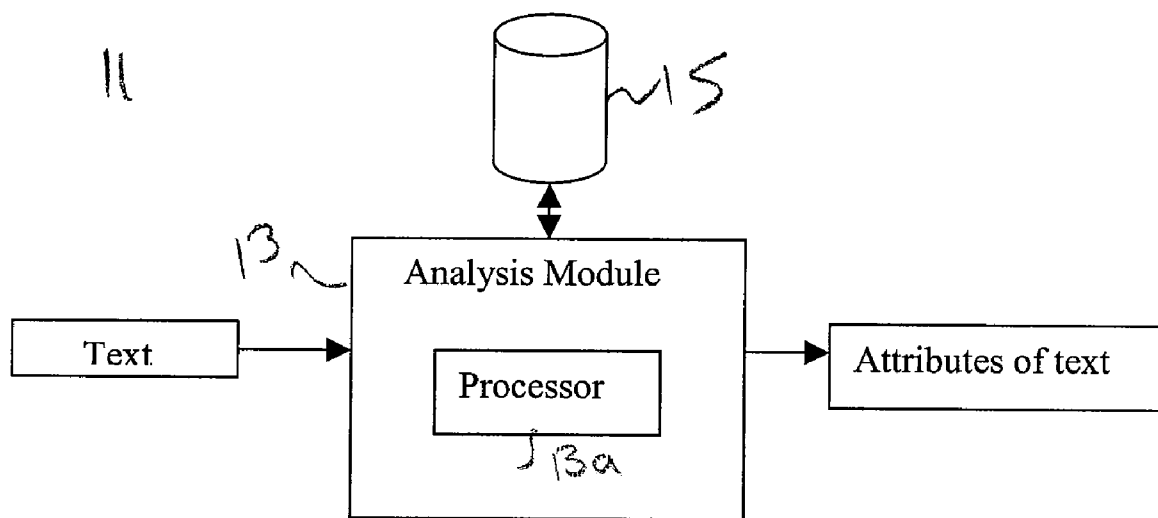 11
15
13
Analysis Module
Text
Processor
Attributes of text
13a